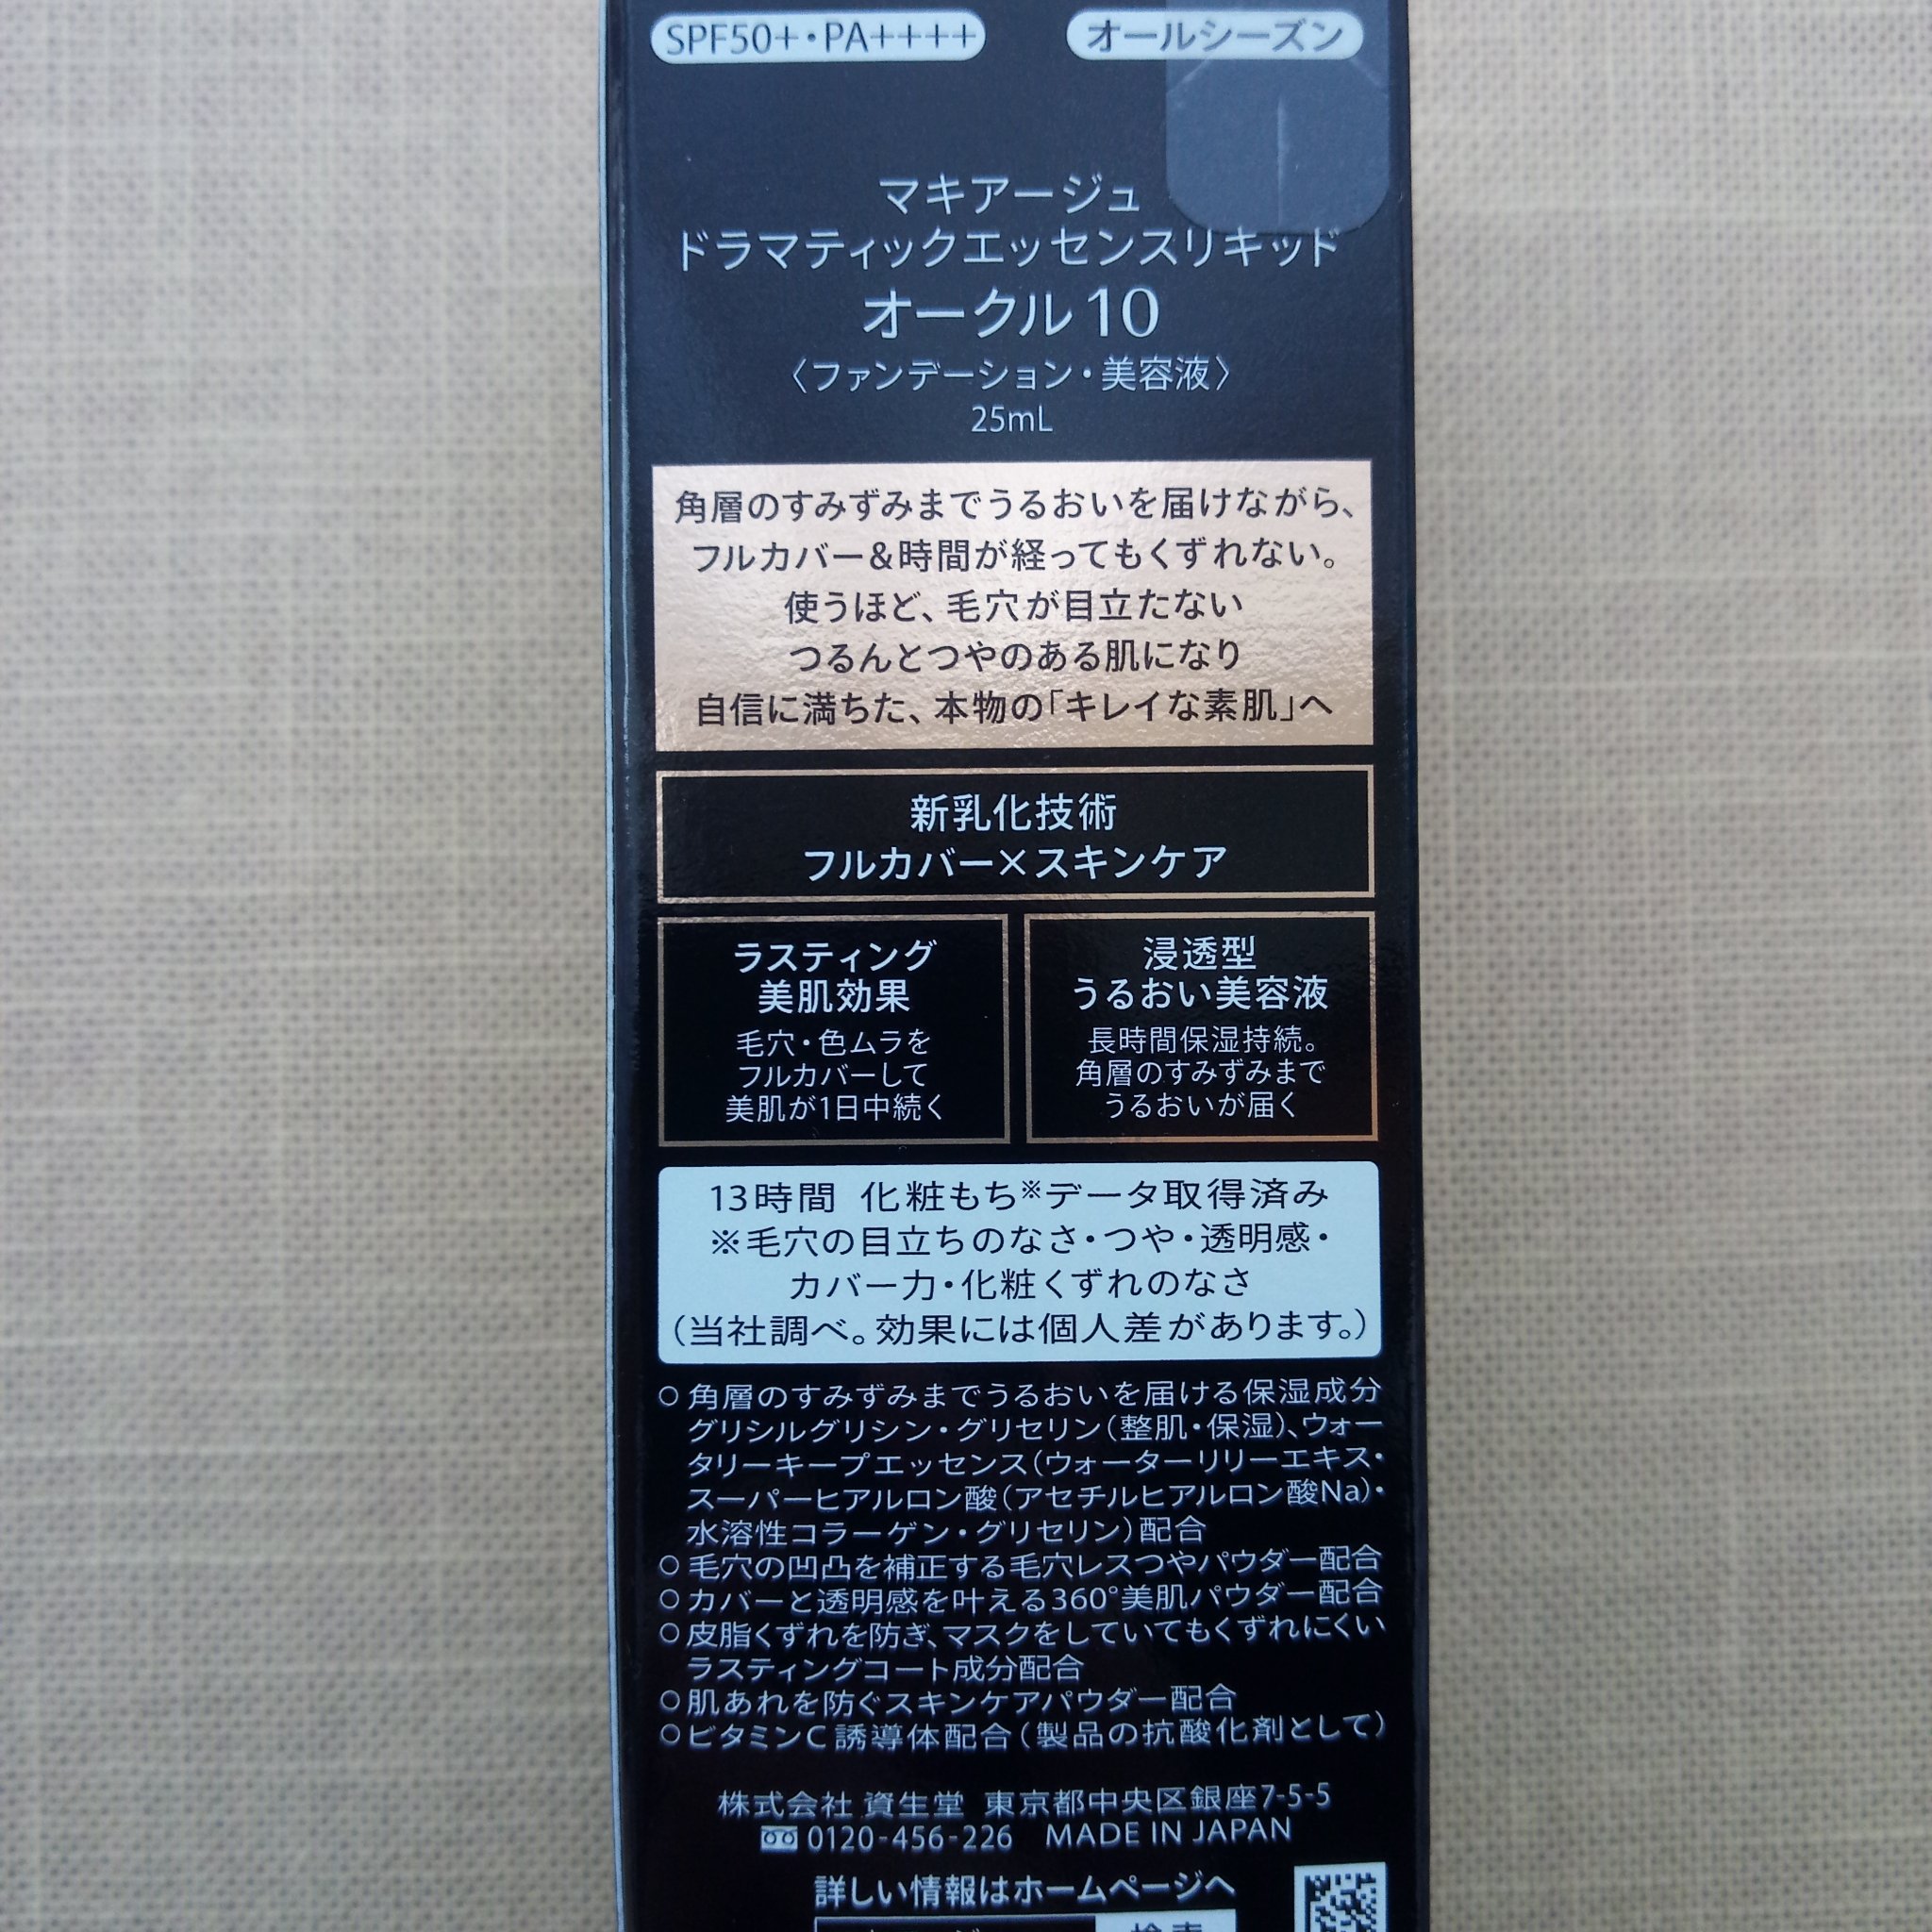 SPF50+・PA++++
オールシーズン
マキアージュ
ドラマティックエッセンスリキッド
オークル10
〈ファンデーション・美容液〉
25mL
角層のすみずみまでうるおいを届けながら、
フルカバー&時間が経ってもくずれない。
使うほど、毛穴が目立たない
つるんとつやのある肌になり
自信に満ちた、本物の「キレイな素肌」へ
新乳化技術
フルカバー×スキンケア
ラスティング
美肌効果
毛穴・色ムラを
フルカバーして
美肌が1日中続く
浸透型
うるおい美容液
長時間保湿持続。
角層のすみずみまで
うるおいが届く
13時間 化粧もち※データ取得済み
※毛穴の目立ちのなさ・つや・透明感・
カバー力・化粧くずれのなさ
(当社調べ。効果には個人差があります。)
○角層のすみずみまでうるおいを届ける保湿成分
グリシルグリシン・グリセリン(整肌・保湿)、ウォー
タリーキープエッセンス(ウォーターリリーエキス・
スーパーヒアルロン酸(アセチルヒアルロン酸Na)・
水溶性コラーゲン・グリセリン)配合
○毛穴の凹凸を補正する毛穴レスつやパウダー配合
○カバーと透明感を叶える360°美肌パウダー配合
○皮脂くずれを防ぎ、マスクをしていてもくずれにくい
ラスティングコート成分配合
○肌あれを防ぐスキンケアパウダー配合
○ビタミンC誘導体配合(製品の抗酸化剤として)
株式会社 資生堂 東京都中央区銀座7-5-5
0120-456-226 MADE IN JAPAN
詳しい情報はホームページへ